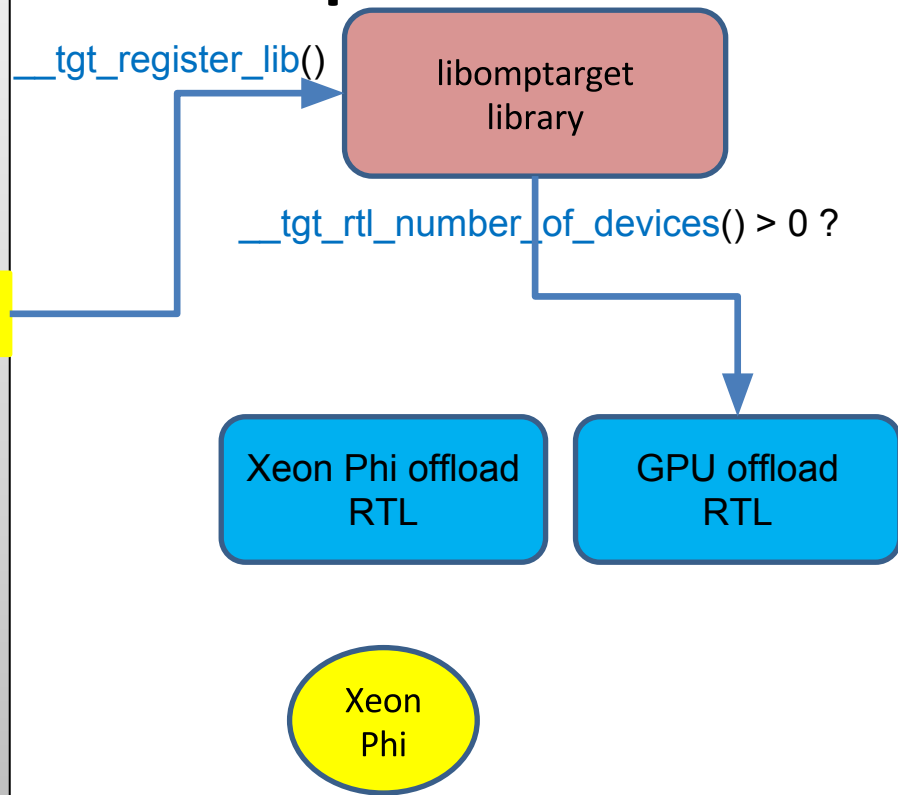 __tgt_register_lib()
libomptarget
library
__tgt_rtl_number_of_devices() > 0 ?
Xeon Phi offload
RTL
GPU offload
RTL
Xeon
Phi